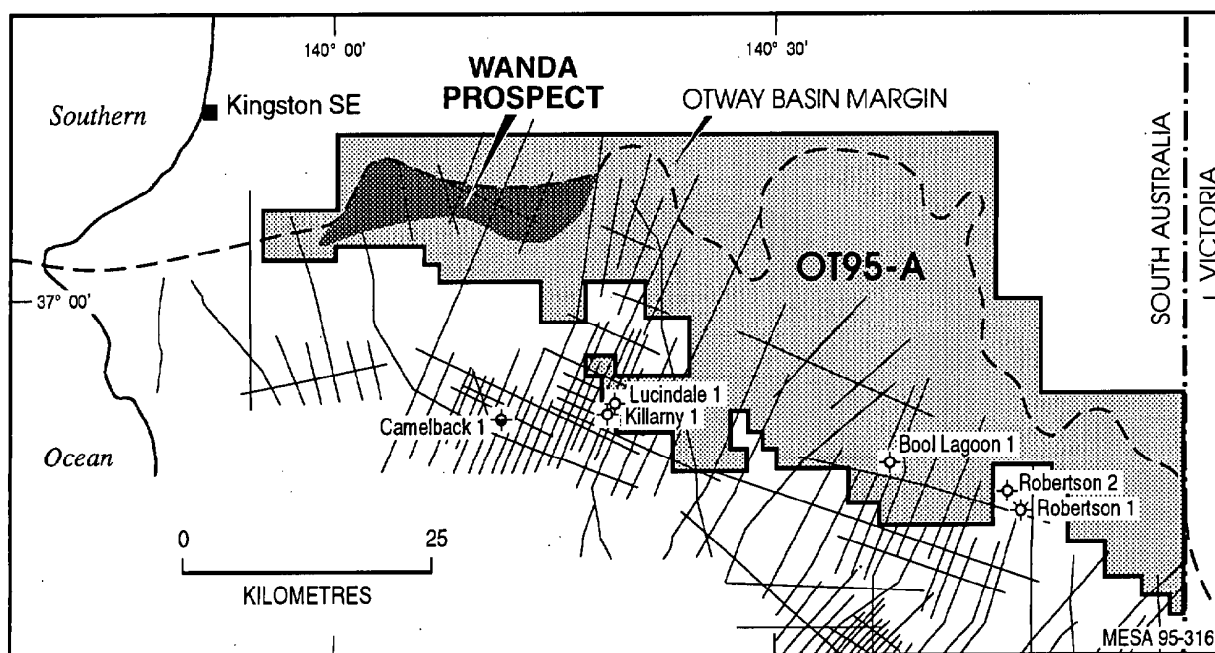 140° 00'
140° 30'
WANDA
PROSPECT
OTWAY BASIN MARGIN
Southern
Kingston SE
SOUTH AUSTRALIA
VICTORIA
OT95-A
37° 00'
Lucindale 1
Killarny 1
Camelback 1
Bool Lagoon 1
Robertson 2
Robertson 1
Ocean
0 25
KILOMETRES
MESA 95-316